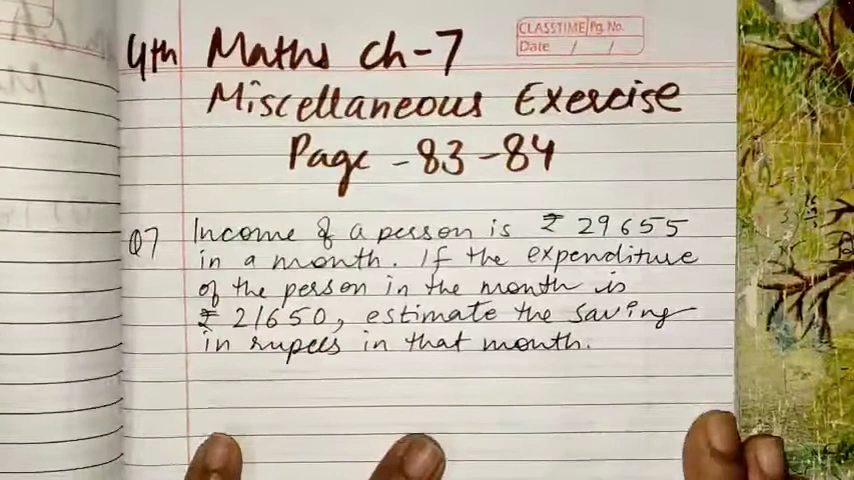 CLASSTIME Pg. No.
Date / /
4th Maths ch-7
Miscellaneous Exercise
Page - 83-84
Q7 Income of a person is ₹ 29655
in a month. If the expenditure
of the person in the month is
₹ 21650, estimate the saving
in rupees in that month.